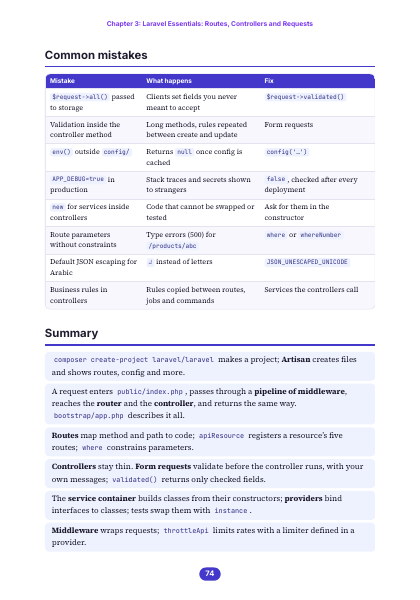 Chapter 3: Laravel Essentials: Routes, Controllers and Requests
Common mistakes
Mistake What happens Fix
$request->all() passed to storage Clients set fields you never meant to accept $request->validated()
Validation inside the controller method Long methods, rules repeated between create and update Form requests
env() outside config/ Returns null once config is cached config('…')
APP_DEBUG=true in production Stack traces and secrets shown to strangers false, checked after every deployment
new for services inside controllers Code that cannot be swapped or tested Ask for them in the constructor
Route parameters without constraints Type errors (500) for /products/abc where or whereNumber
Default JSON escaping for Arabic instead of letters JSON_UNESCAPED_UNICODE
Business rules in controllers Rules copied between routes, jobs and commands Services the controllers call
Summary
composer create-project laravel/laravel makes a project; Artisan creates files
and shows routes, config and more.
A request enters public/index.php, passes through a pipeline of middleware,
reaches the router and the controller, and returns the same way.
bootstrap/app.php describes it all.
Routes map method and path to code; apiResource registers a resource's five
routes; where constrains parameters.
Controllers stay thin. Form requests validate before the controller runs, with your
own messages; validated() returns only checked fields.
The service container builds classes from their constructors; providers bind
interfaces to classes; tests swap them with instance.
Middleware wraps requests; throttleApi limits rates with a limiter defined in a
provider.
74